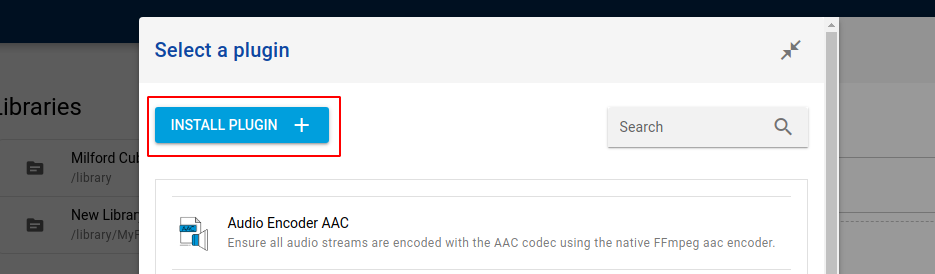 Select a plugin
INSTALL PLUGIN +
Search
Libraries
Milford Cub
/library
New Librar
/library/MyF
Audio Encoder AAC
Ensure all audio streams are encoded with the AAC codec using the native FFmpeg aac encoder.
AAC